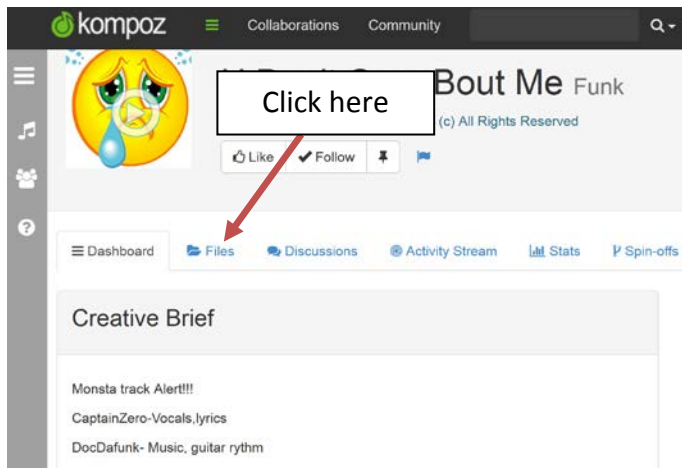 kompoz Collaborations Community
Bout Me Funk
Click here
(c) All Rights Reserved
Like Follow
Dashboard Files Discussions Activity Stream Stats Spin-offs
Creative Brief
Monsta track Alert!!!
CaptainZero-Vocals,lyrics
DocDafunk- Music, guitar rythm